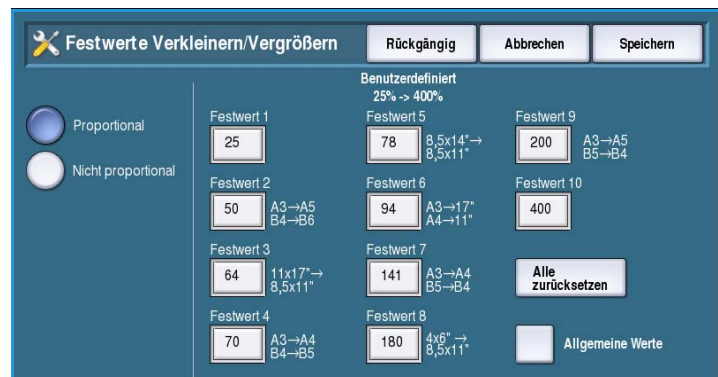 Festwerte Verkleinern/Vergrößern
Rückgängig
Abbrechen
Speichern
Benutzerdefiniert
25% -> 400%
Proportional
Nicht proportional
Festwert 1
25
Festwert 2
50
A3→A5
B4→B6
Festwert 3
64
11x17"→
8,5x11"
Festwert 4
70
A3→A4
B4→B5
Festwert 5
78
8,5x14"→
8,5x11"
Festwert 6
94
A3→17"
A4→11"
Festwert 7
141
A3→A4
B5→B4
Festwert 8
180
4x6" →
8,5x11"
Festwert 9
200
A3→A5
B5→B4
Festwert 10
400
Alle
zurücksetzen
Allgemeine Werte